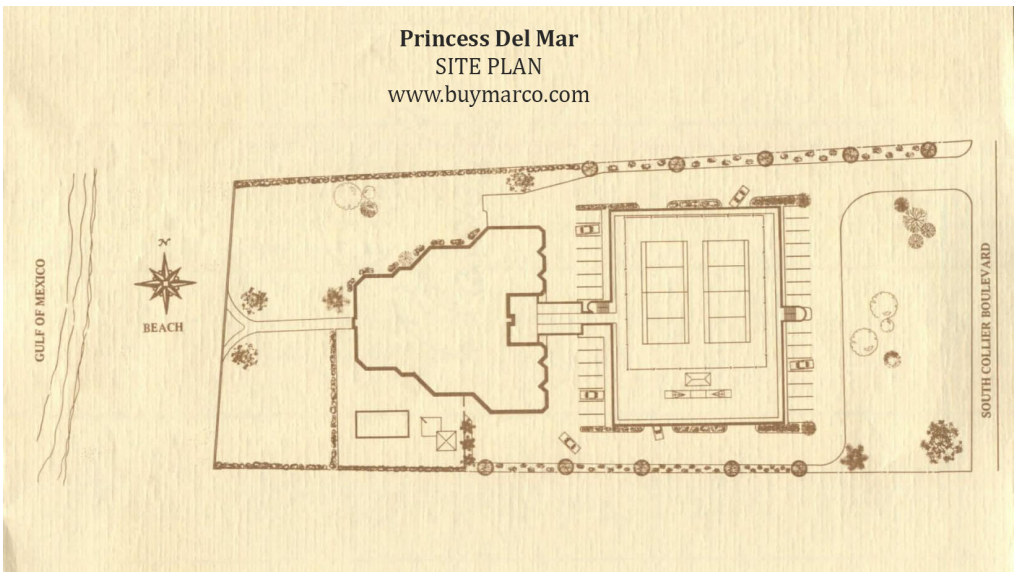 Princess Del Mar
SITE PLAN
www.buymarco.com
GULF OF MEXICO
N
BEACH
SOUTH COLLIER BOULEVARD